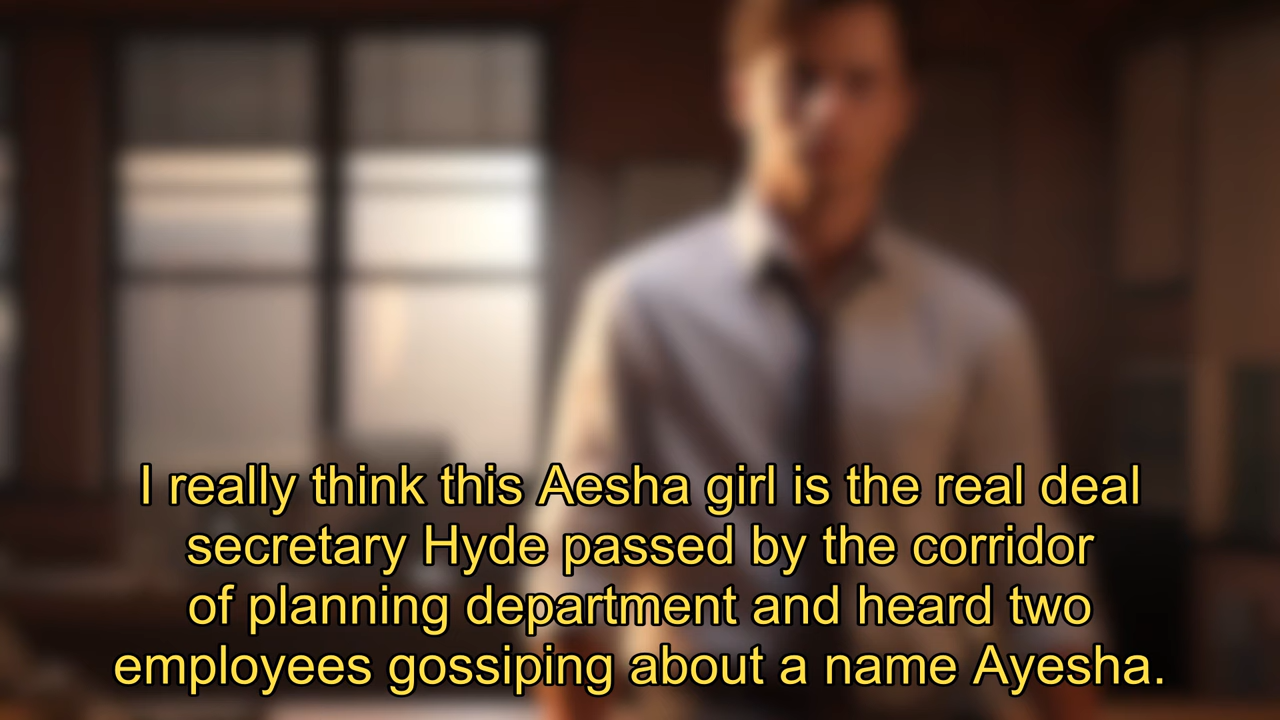 I really think this Aesha girl is the real deal
secretary Hyde passed by the corridor
of planning department and heard two
employees gossiping about a name Ayesha.